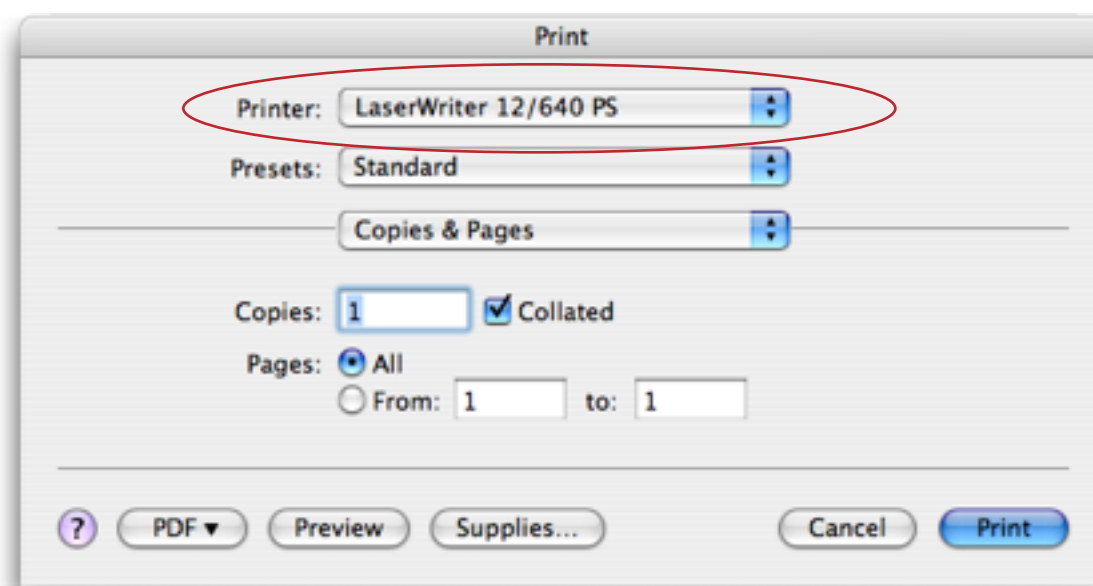 Print
Printer: LaserWriter 12/640 PS
Presets: Standard
Copies & Pages
Copies: 1 Collated
Pages: All
From: 1 to: 1
? PDF▼ Preview Supplies... Cancel Print